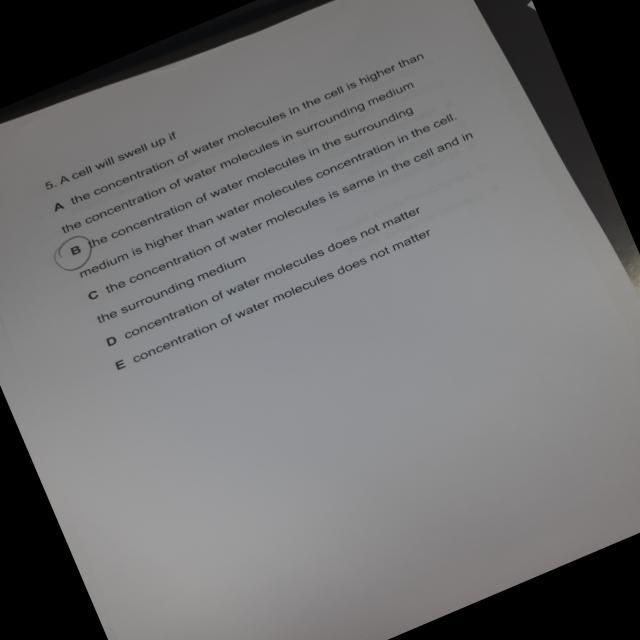 5. A cell will swell up if
A the concentration of water molecules in the cell is higher than
the concentration of water molecules in surrounding medium
B the concentration of water molecules in the surrounding
medium is higher than water molecules concentration in the cell.
C the concentration of water molecules is same in the cell and in
the surrounding medium
D concentration of water molecules does not matter
E concentration of water molecules does not matter